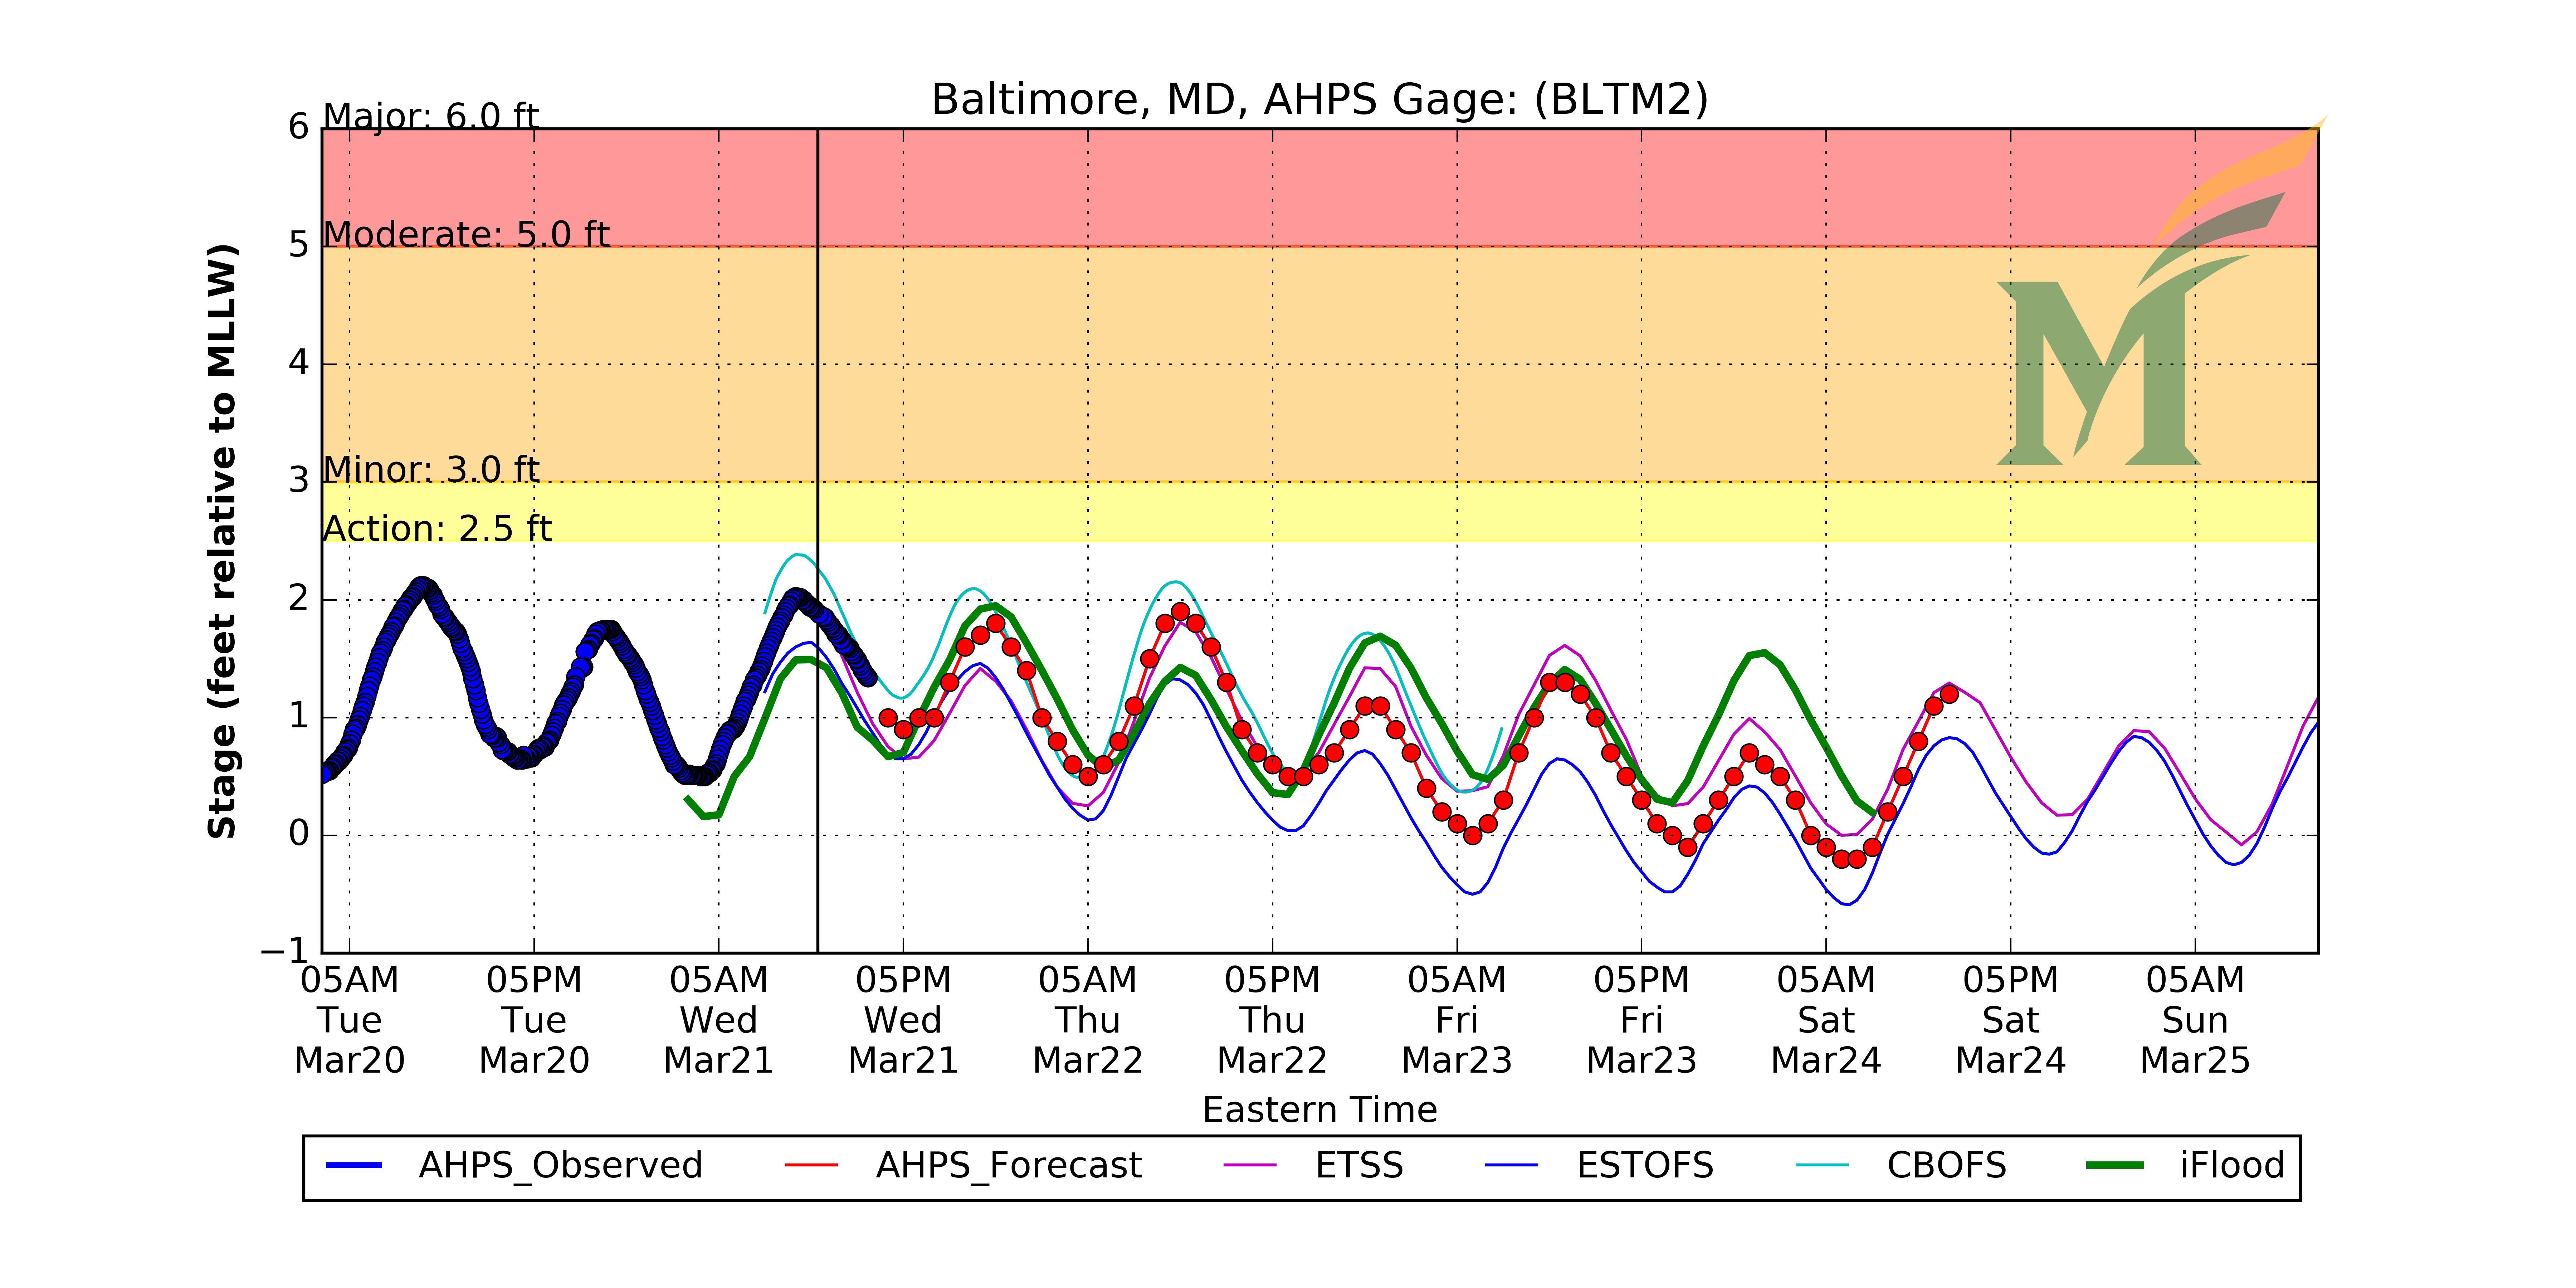 Baltimore, MD, AHPS Gage: (BLTM2)
Major: 6.0 ft
Moderate: 5.0 ft
Minor: 3.0 ft
Action: 2.5 ft
6
5
4
3
2
1
0
−1
Stage (feet relative to MLLW)
05AM 05PM 05AM 05PM 05AM 05PM 05AM 05PM 05AM 05PM 05AM
Tue Tue Wed Wed Thu Thu Fri Fri Sat Sat Sun
Mar20 Mar20 Mar21 Mar21 Mar22 Mar22 Mar23 Mar23 Mar24 Mar24 Mar25
Eastern Time
AHPS_Observed AHPS_Forecast ETSS ESTOFS CBOFS iFlood
M